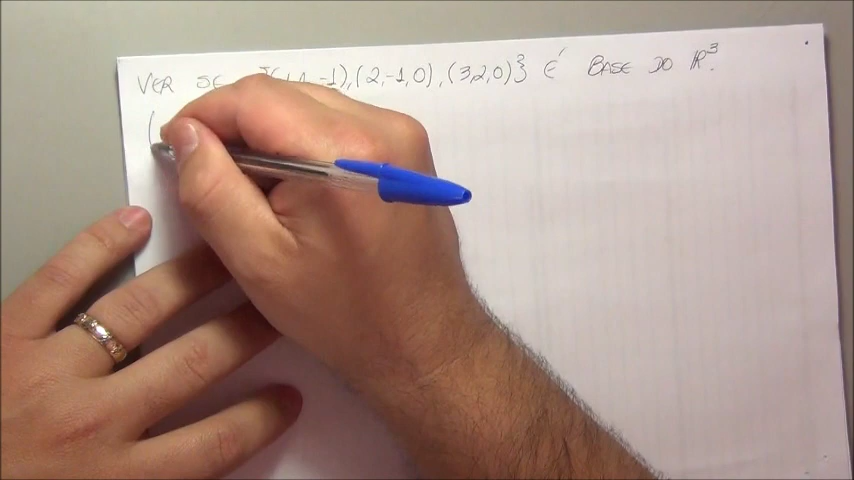 VER SE {(1,1,-1),(2,-1,0),(3,2,0)} É BASE DO ℝ³.
(